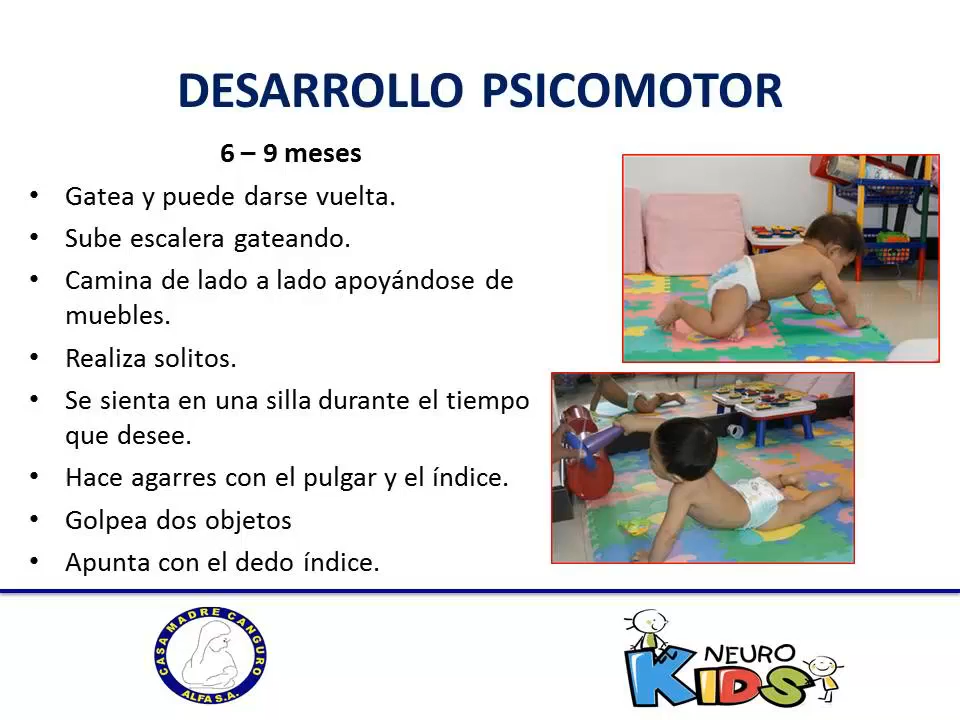 DESARROLLO PSICOMOTOR
6 – 9 meses
• Gatea y puede darse vuelta.
• Sube escalera gateando.
• Camina de lado a lado apoyándose de
muebles.
• Realiza solitos.
• Se sienta en una silla durante el tiempo
que desee.
• Hace agarres con el pulgar y el índice.
• Golpea dos objetos
• Apunta con el dedo índice.
CASA MADRE CANGURO
ALFA S.A.
NEURO
KIDS